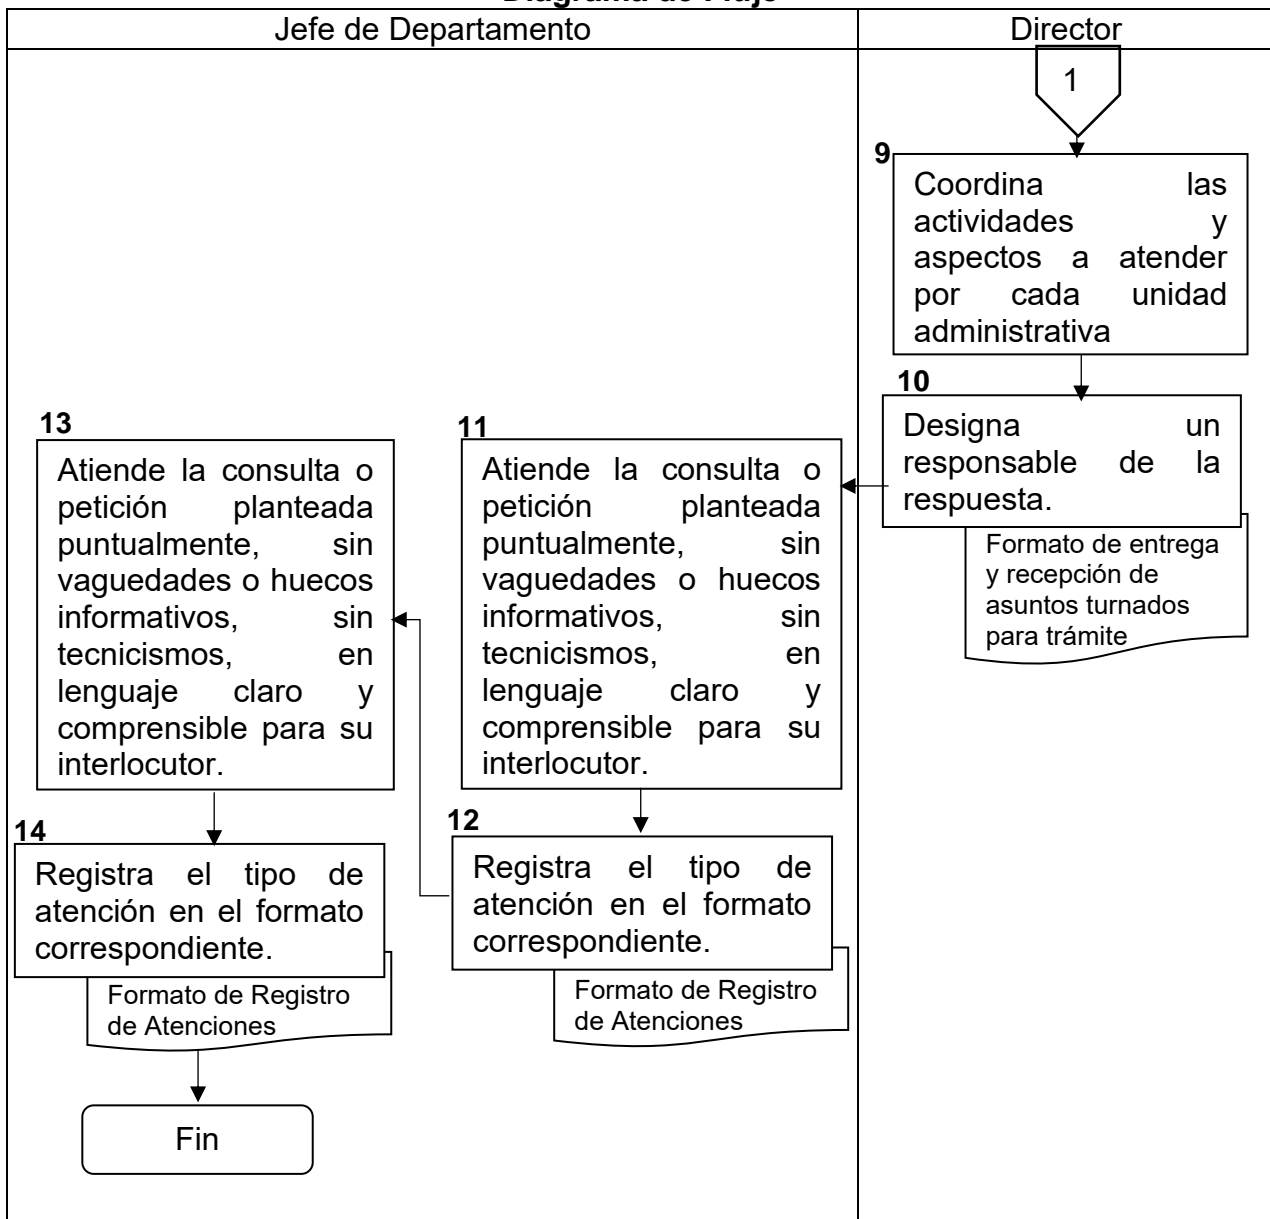 Diagrama de Flujo
Jefe de Departamento
Director
1
9
Coordina las
actividades y
aspectos a atender
por cada unidad
administrativa
10
Designa un
responsable de la
respuesta.
Formato de entrega
y recepción de
asuntos turnados
para trámite
11
Atiende la consulta o
petición planteada
puntualmente, sin
vaguedades o huecos
informativos, sin
tecnicismos, en
lenguaje claro y
comprensible para su
interlocutor.
12
Registra el tipo de
atención en el formato
correspondiente.
Formato de Registro
de Atenciones
13
Atiende la consulta o
petición planteada
puntualmente, sin
vaguedades o huecos
informativos, sin
tecnicismos, en
lenguaje claro y
comprensible para su
interlocutor.
14
Registra el tipo de
atención en el formato
correspondiente.
Formato de Registro
de Atenciones
Fin